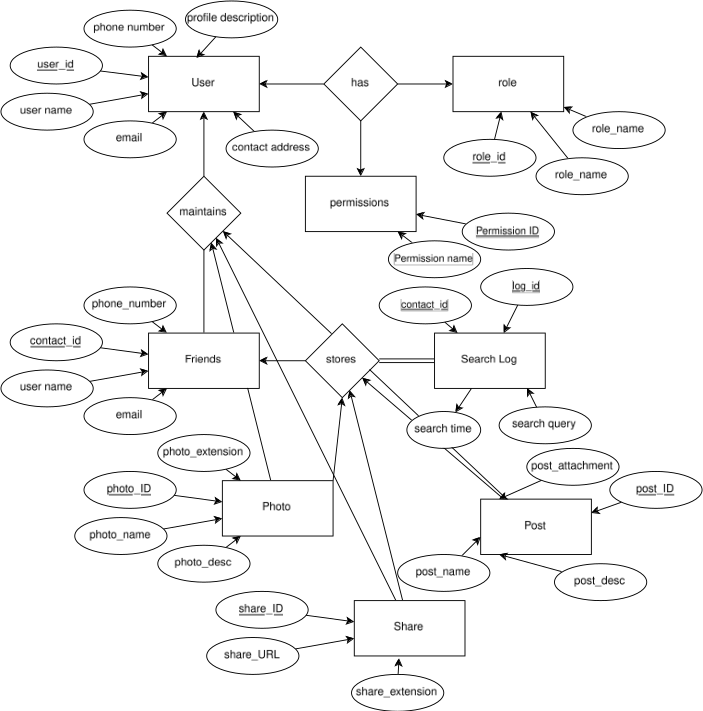 profile description
phone number
user_id
User
has
role
user name
email
contact address
role_name
role_id
role_name
maintains
permissions
Permission ID
Permission name
phone_number
contact_id
log_id
contact_id
Friends
stores
Search Log
user name
email
search time
search query
photo_extension
post_attachment
photo_ID
post_ID
Photo
Post
photo_name
photo_desc
post_name
post_desc
share_ID
Share
share_URL
share_extension